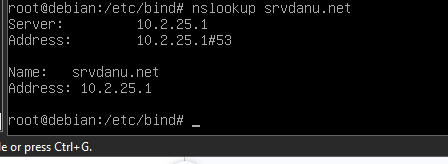 root@debian:/etc/bind# nslookup srvdanu.net
Server:         10.2.25.1
Address:        10.2.25.1#53
Name:   srvdanu.net
Address: 10.2.25.1
root@debian:/etc/bind# _
or press Ctrl+G.